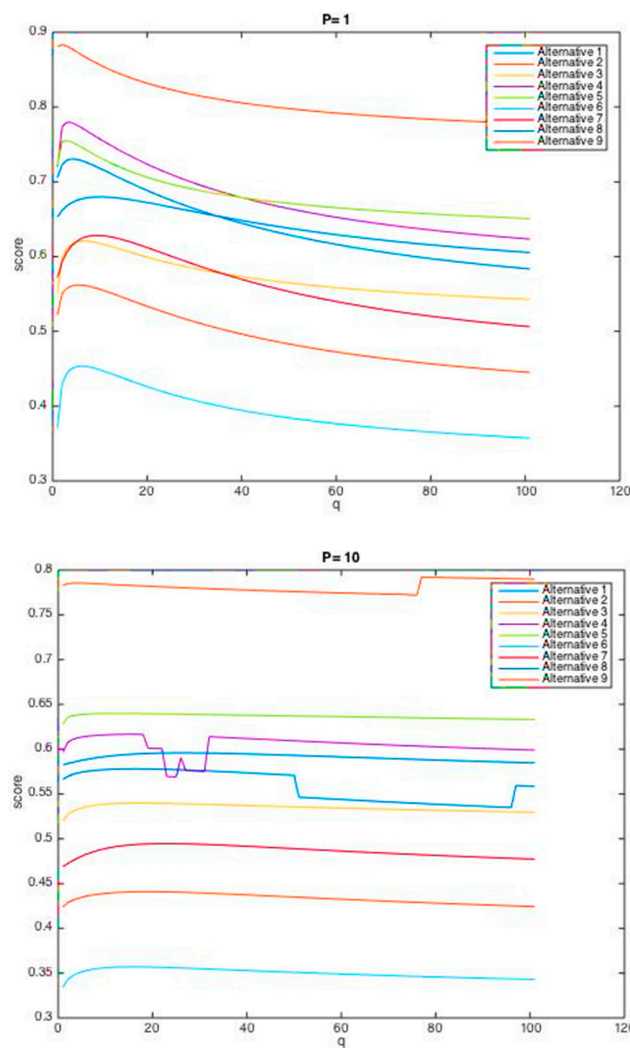 P= 1
0.9
0.8
0.7
0.6
0.5
0.4
0.3
score
0
20
40
60
80
100
120
q
Alternative 1
Alternative 2
Alternative 3
Alternative 4
Alternative 5
Alternative 6
Alternative 7
Alternative 8
Alternative 9
P= 10
0.8
0.75
0.7
0.65
0.6
0.55
0.5
0.45
0.4
0.35
0.3
score
0
20
40
60
80
100
120
q
Alternative 1
Alternative 2
Alternative 3
Alternative 4
Alternative 5
Alternative 6
Alternative 7
Alternative 8
Alternative 9